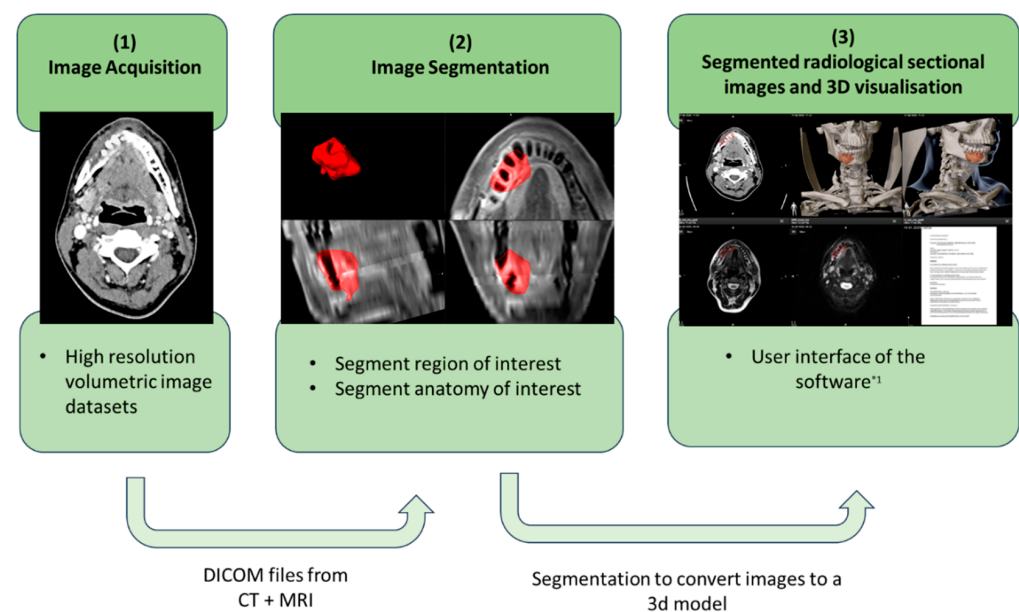 (1)
Image Acquisition
(2)
Image Segmentation
(3)
Segmented radiological sectional
images and 3D visualisation
• High resolution
volumetric image
datasets
• Segment region of interest
• Segment anatomy of interest
• User interface of the
software*1
DICOM files from
CT + MRI
Segmentation to convert images to a
3d model